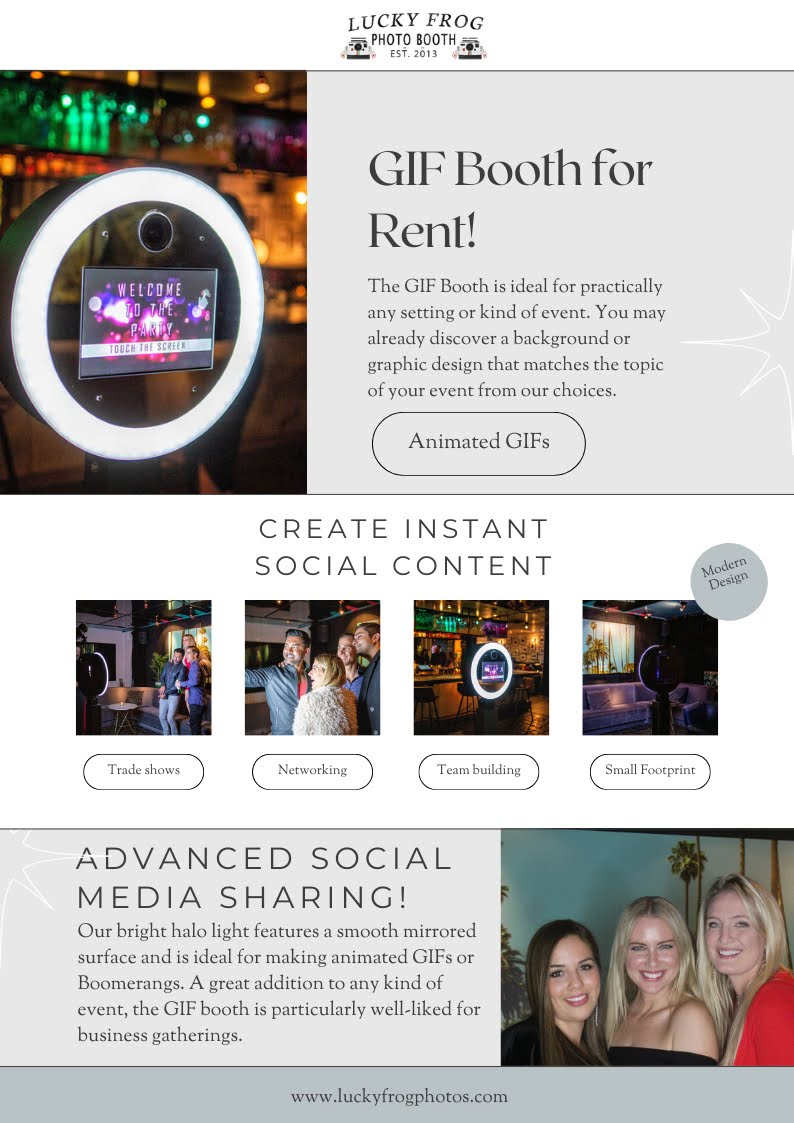 LUCKY FROG
PHOTO BOOTH
EST. 2013
WELCOME
TO THE
PARTY
TOUCH THE SCREEN
GIF Booth for
Rent!
The GIF Booth is ideal for practically
any setting or kind of event. You may
already discover a background or
graphic design that matches the topic
of your event from our choices.
Animated GIFs
CREATE INSTANT
SOCIAL CONTENT
Modern
Design
Trade shows
Networking
Team building
Small Footprint
ADVANCED SOCIAL
MEDIA SHARING!
Our bright halo light features a smooth mirrored
surface and is ideal for making animated GIFs or
Boomerangs. A great addition to any kind of
event, the GIF booth is particularly well-liked for
business gatherings.
www.luckyfrogphotos.com